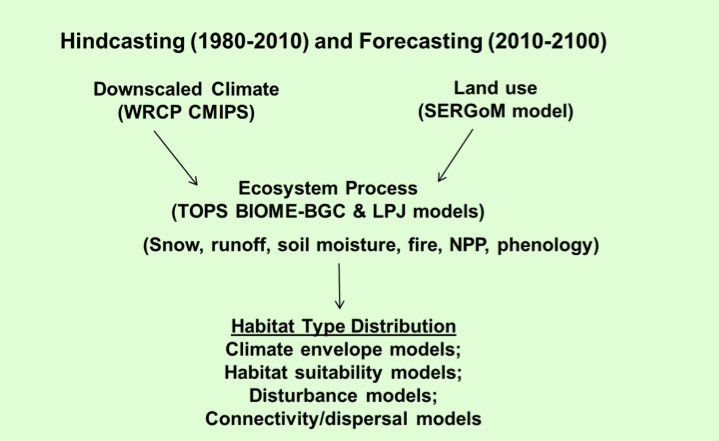 Hindcasting (1980-2010) and Forecasting (2010-2100)
Downscaled Climate
(WRCP CMIPS)
Land use
(SERGoM model)
Ecosystem Process
(TOPS BIOME-BGC & LPJ models)
(Snow, runoff, soil moisture, fire, NPP, phenology)
Habitat Type Distribution
Climate envelope models;
Habitat suitability models;
Disturbance models;
Connectivity/dispersal models